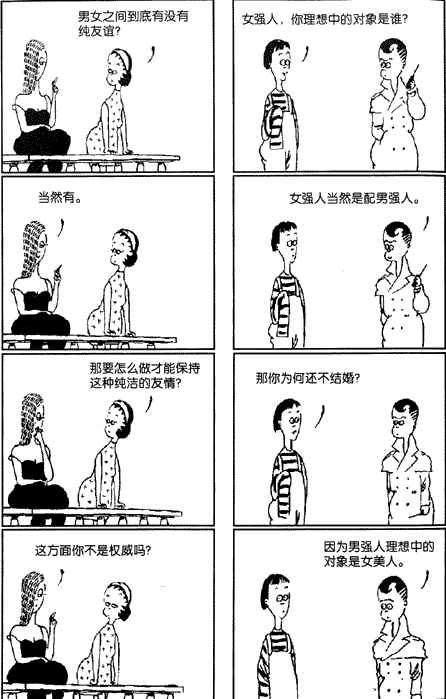 男女之间到底有没有
纯友谊?
当然有。
那要怎么做才能保持
这种纯洁的友情?
这方面你不是权威吗?
女强人，你理想中的对象是谁?
女强人当然是配男强人。
那你为何还不结婚?
因为男强人理想中的
对象是女美人。